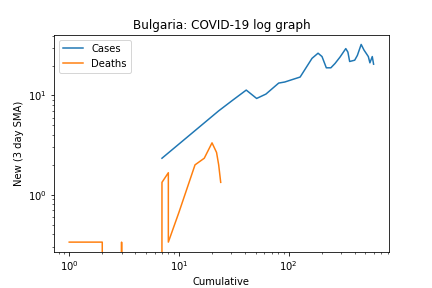 Bulgaria: COVID-19 log graph
Cases
Deaths
New (3 day SMA)
10¹
10⁰
10⁰ 10¹ 10²
Cumulative